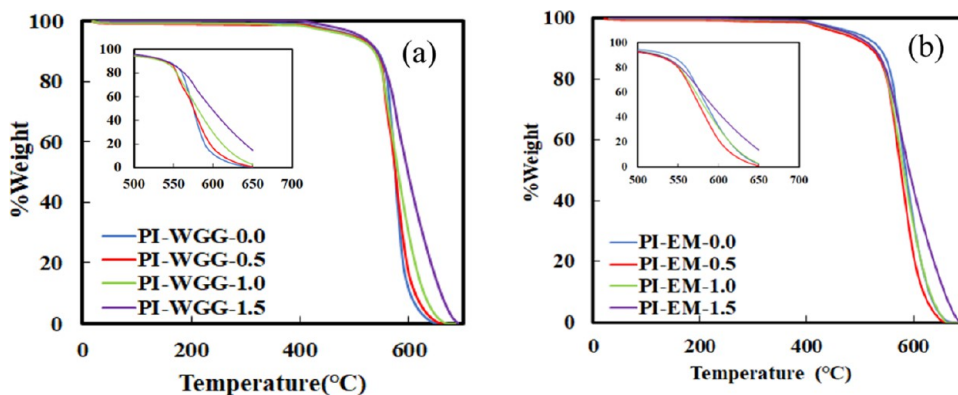 100
80
60
40
20
0
%Weight
(a)
100
80
60
40
20
0
500 550 600 650 700
PI-WGG-0.0
PI-WGG-0.5
PI-WGG-1.0
PI-WGG-1.5
0 200 400 600
Temperature(°C)
100
80
60
40
20
0
%Weight
(b)
100
80
60
40
20
0
500 550 600 650 700
PI-EM-0.0
PI-EM-0.5
PI-EM-1.0
PI-EM-1.5
0 200 400 600
Temperature (°C)